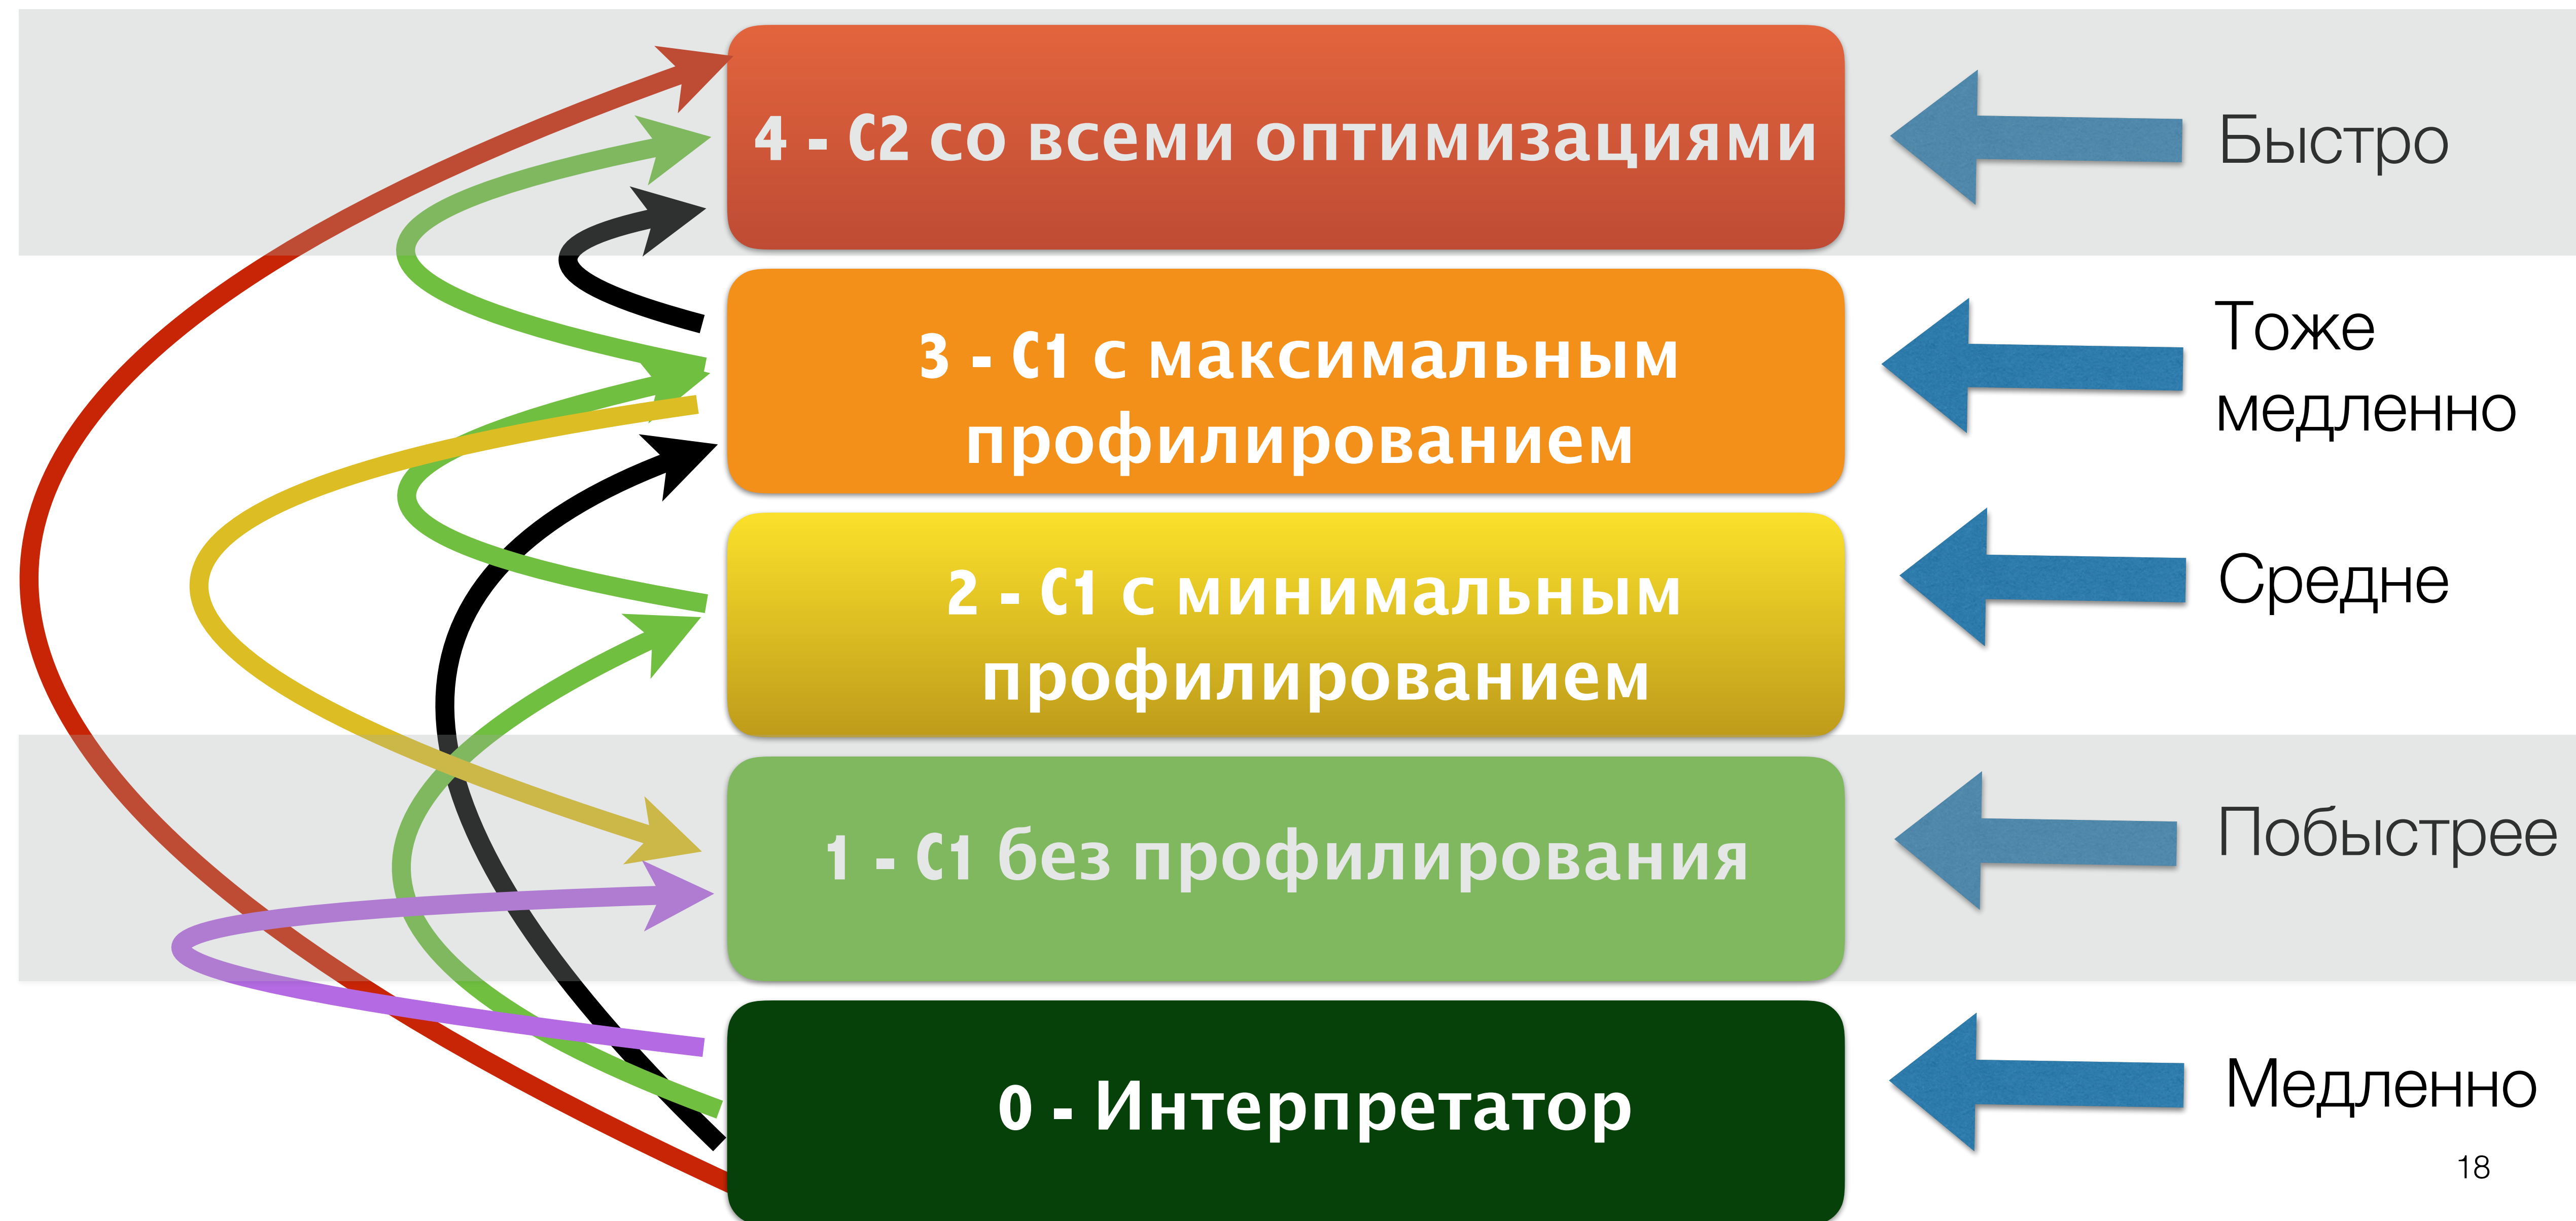 4 - C2 со всеми оптимизациями
Быстро
3 - C1 с максимальным
профилированием
Тоже
медленно
2 - C1 с минимальным
профилированием
Средне
1 - C1 без профилирования
Побыстрее
0 - Интерпретатор
Медленно
18